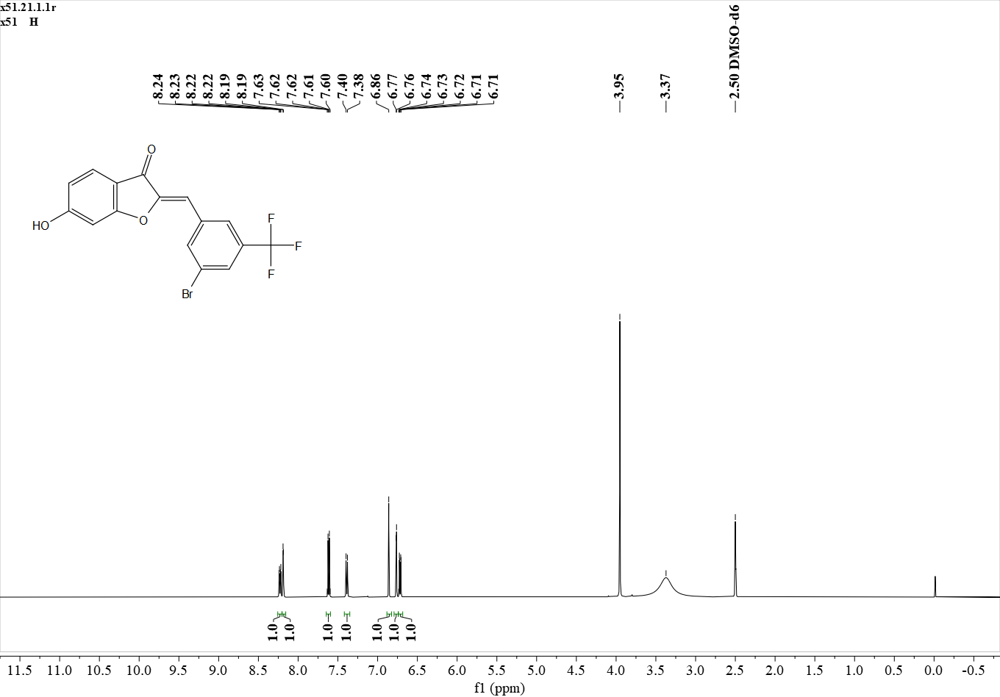 x51.21.1.1r
x51 H
8.24
8.23
8.22
8.22
8.19
8.19
7.63
7.62
7.62
7.61
7.60
7.40
7.38
6.86
6.77
6.76
6.74
6.73
6.72
6.71
6.71
3.95
3.37
2.50 DMSO-d6
O
HO
O
F
F
F
Br
1.0
1.0
1.0
1.0
1.0
1.0
1.0
11.5 11.0 10.5 10.0 9.5 9.0 8.5 8.0 7.5 7.0 6.5 6.0 5.5 5.0 4.5 4.0 3.5 3.0 2.5 2.0 1.5 1.0 0.5 0.0 -0.5
f1 (ppm)